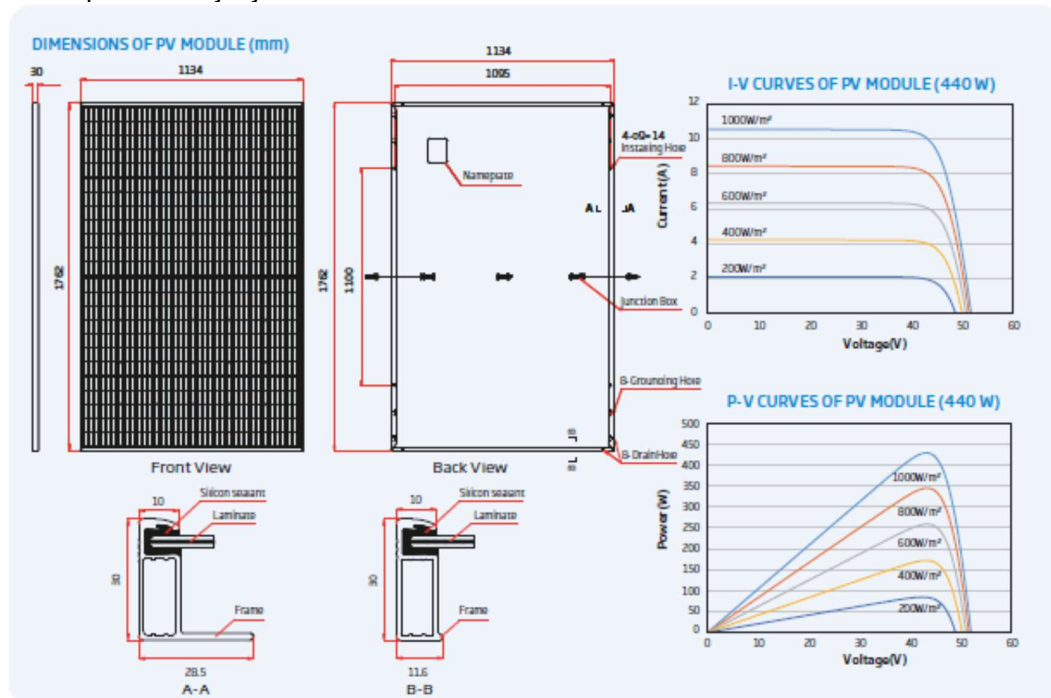 DIMENSIONS OF PV MODULE (mm)
30
1134
1762
Front View
1134
1095
1762
1100
Nameplate
4-ø9×14
Installing Hole
A
A
Junction Box
8-Grounding Hole
8-DrainHole
B
B
Back View
10
Silicon sealant
Laminate
30
Frame
28.5
A-A
10
Silicon sealant
Laminate
30
Frame
11.6
B-B
I-V CURVES OF PV MODULE (440 W)
Current(A)
12
10
8
6
4
2
0
1000W/m²
800W/m²
600W/m²
400W/m²
200W/m²
0 10 20 30 40 50 60
Voltage(V)
P-V CURVES OF PV MODULE (440 W)
Power(W)
500
450
400
350
300
250
200
150
100
50
0
1000W/m²
800W/m²
600W/m²
400W/m²
200W/m²
0 10 20 30 40 50 60
Voltage(V)